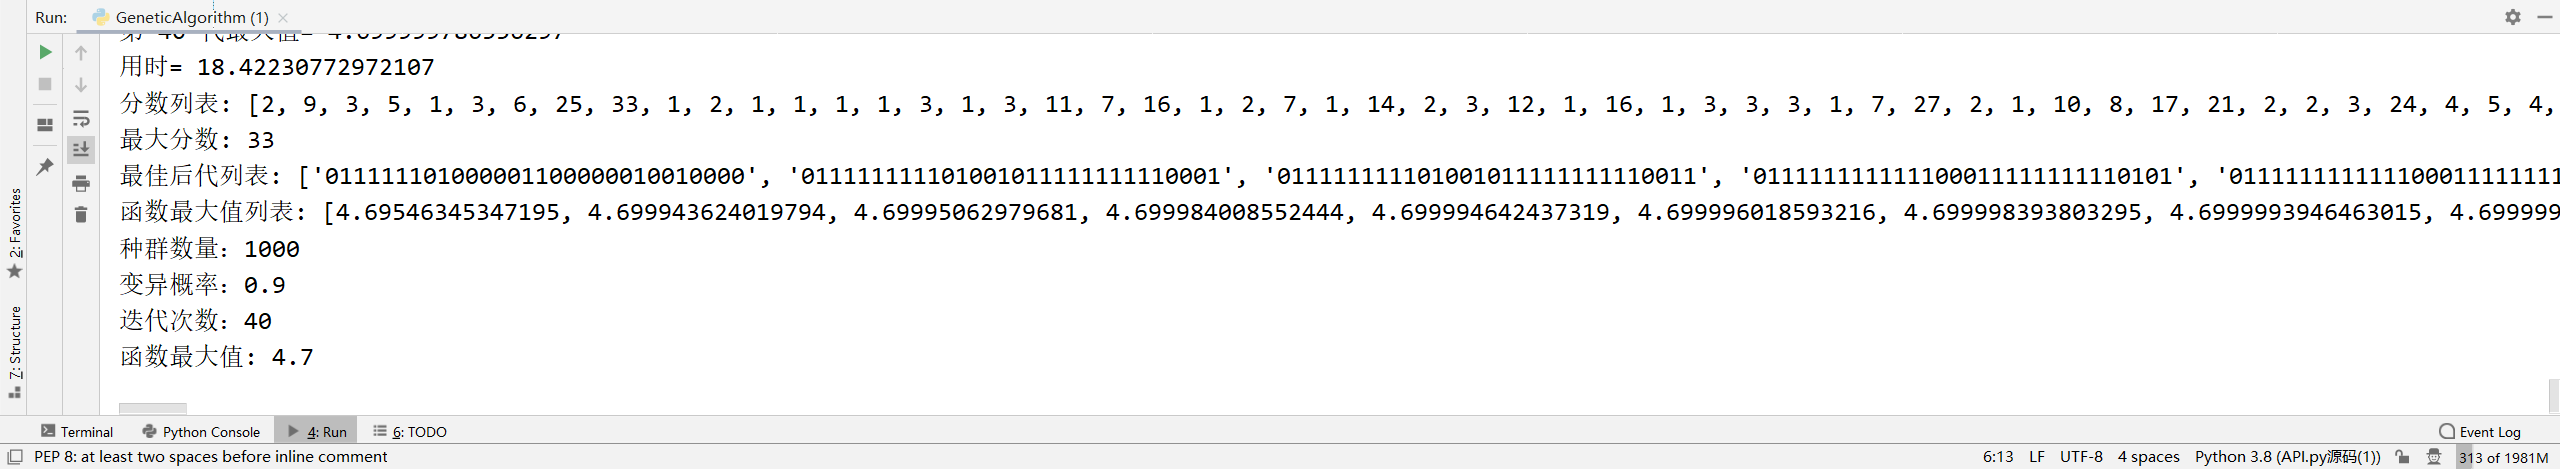 Run: GeneticAlgorithm (1)
用时= 18.42230772972107
分数列表: [2, 9, 3, 5, 1, 3, 6, 25, 33, 1, 2, 1, 1, 1, 1, 3, 1, 3, 11, 7, 16, 1, 2, 7, 1, 14, 2, 3, 12, 1, 16, 1, 3, 3, 3, 1, 7, 27, 2, 1, 10, 8, 17, 21, 2, 2, 3, 24, 4, 5, 4,
最大分数: 33
最佳后代列表: ['011111101000001100000010010000', '011111111101001011111111110001', '011111111101001011111111110011', '011111111111100011111111110101', '0111111111111100011111111
函数最大值列表: [4.69546345347195, 4.699943624019794, 4.69995062979681, 4.699984008552444, 4.699994642437319, 4.699996018593216, 4.699998393803295, 4.6999993946463015, 4.699999
种群数量: 1000
变异概率: 0.9
迭代次数: 40
函数最大值: 4.7
2: Favorites
7: Structure
Terminal Python Console 4: Run 6: TODO Event Log
PEP 8: at least two spaces before inline comment 6:13 LF UTF-8 4 spaces Python 3.8 (API.py源码(1)) 313 of 1981M